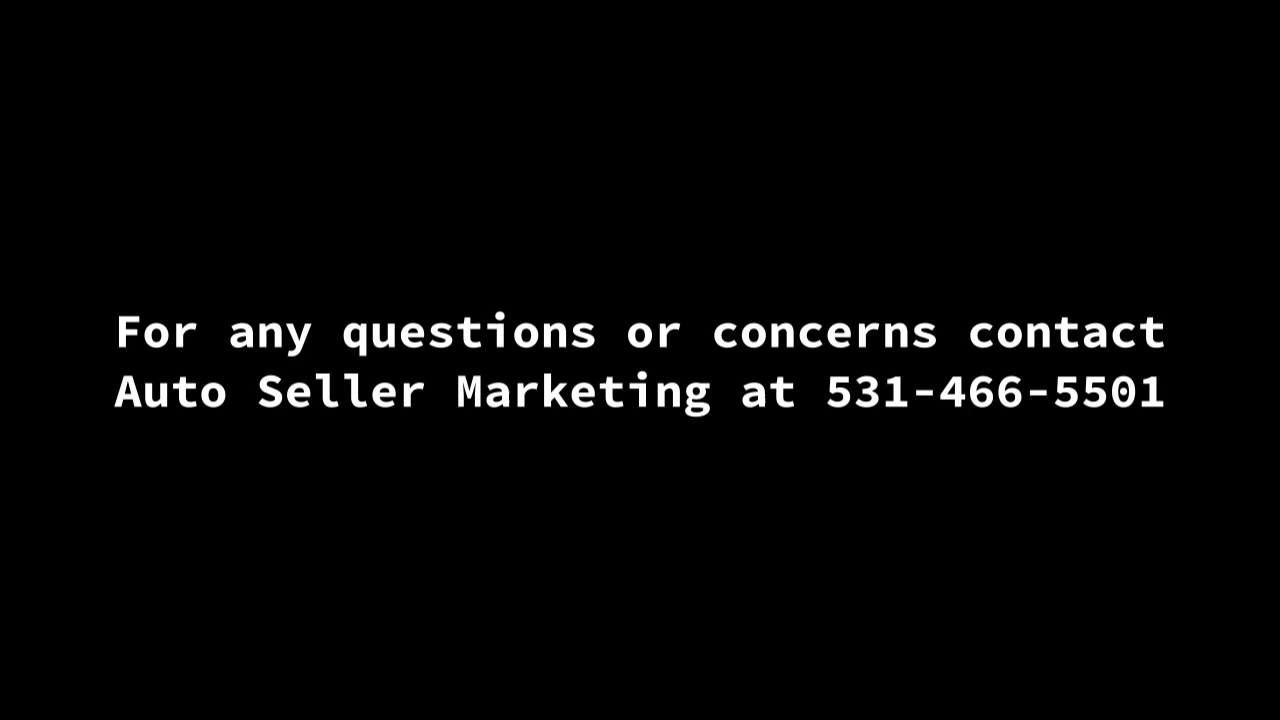 For any questions or concerns contact
Auto Seller Marketing at 531-466-5501